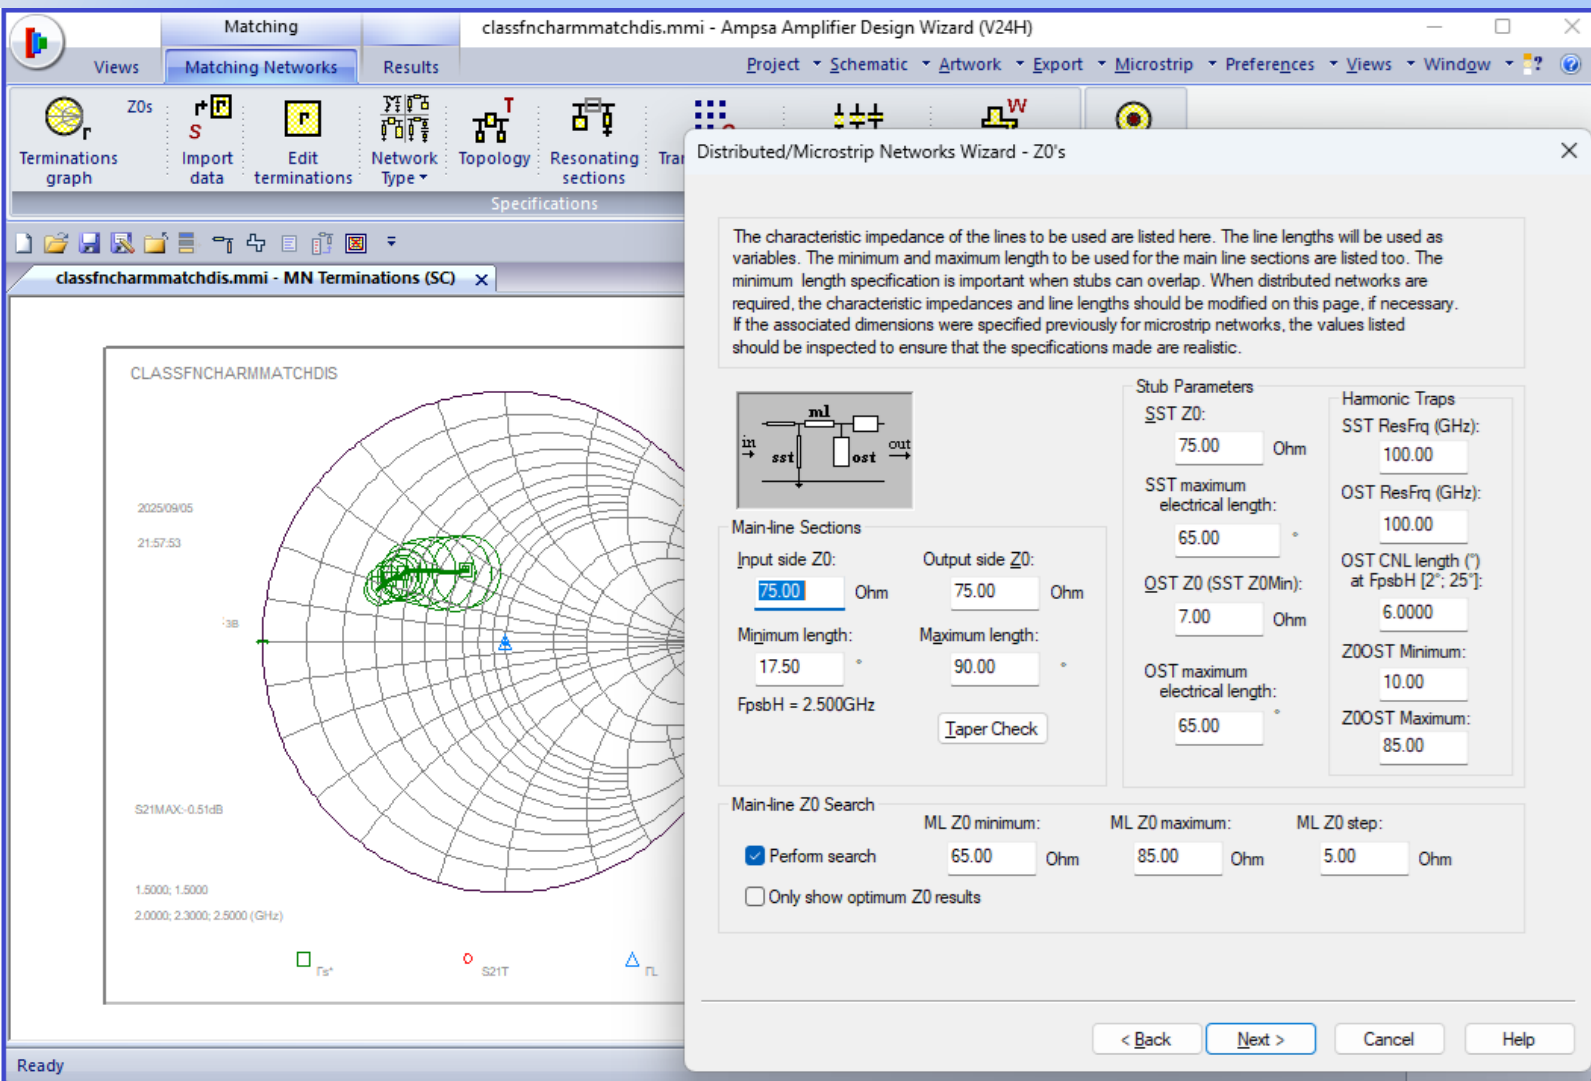 Matching
classfncharmmatchdis.mmi - Ampsa Amplifier Design Wizard (V24H)
Views
Matching Networks
Results
Project
Schematic
Artwork
Export
Microstrip
Preferences
Views
Window
?
Terminations graph
Z0s
r
S
Import data
Edit terminations
Network Type
T
Topology
Resonating sections
W
Specifications
classfncharmmatchdis.mmi - MN Terminations (SC)
CLASSFNCHARMMATCHDIS
2025/09/05
21:57:53
S21MAX:-0.51dB
1.5000; 1.5000
2.0000; 2.3000; 2.5000 (GHz)
Γs*
S21T
ΓL
Ready
Distributed/Microstrip Networks Wizard - Z0's
The characteristic impedance of the lines to be used are listed here. The line lengths will be used as
variables. The minimum and maximum length to be used for the main line sections are listed too. The
minimum length specification is important when stubs can overlap. When distributed networks are
required, the characteristic impedances and line lengths should be modified on this page, if necessary.
If the associated dimensions were specified previously for microstrip networks, the values listed
should be inspected to ensure that the specifications made are realistic.
ml
in
sst
ost
out
Main-line Sections
Input side Z0:
75.00 Ohm
Output side Z0:
75.00 Ohm
Minimum length:
17.50 °
Maximum length:
90.00 °
FpsbH = 2.500GHz
Taper Check
Stub Parameters
SST Z0:
75.00 Ohm
SST maximum
electrical length:
65.00 °
OST Z0 (SST Z0Min):
7.00 Ohm
OST maximum
electrical length:
65.00 °
Harmonic Traps
SST ResFrq (GHz):
100.00
OST ResFrq (GHz):
100.00
OST CNL length (°)
at FpsbH [2°; 25°]:
6.0000
Z0OST Minimum:
10.00
Z0OST Maximum:
85.00
Main-line Z0 Search
Perform search
ML Z0 minimum:
65.00 Ohm
ML Z0 maximum:
85.00 Ohm
ML Z0 step:
5.00 Ohm
Only show optimum Z0 results
< Back
Next >
Cancel
Help